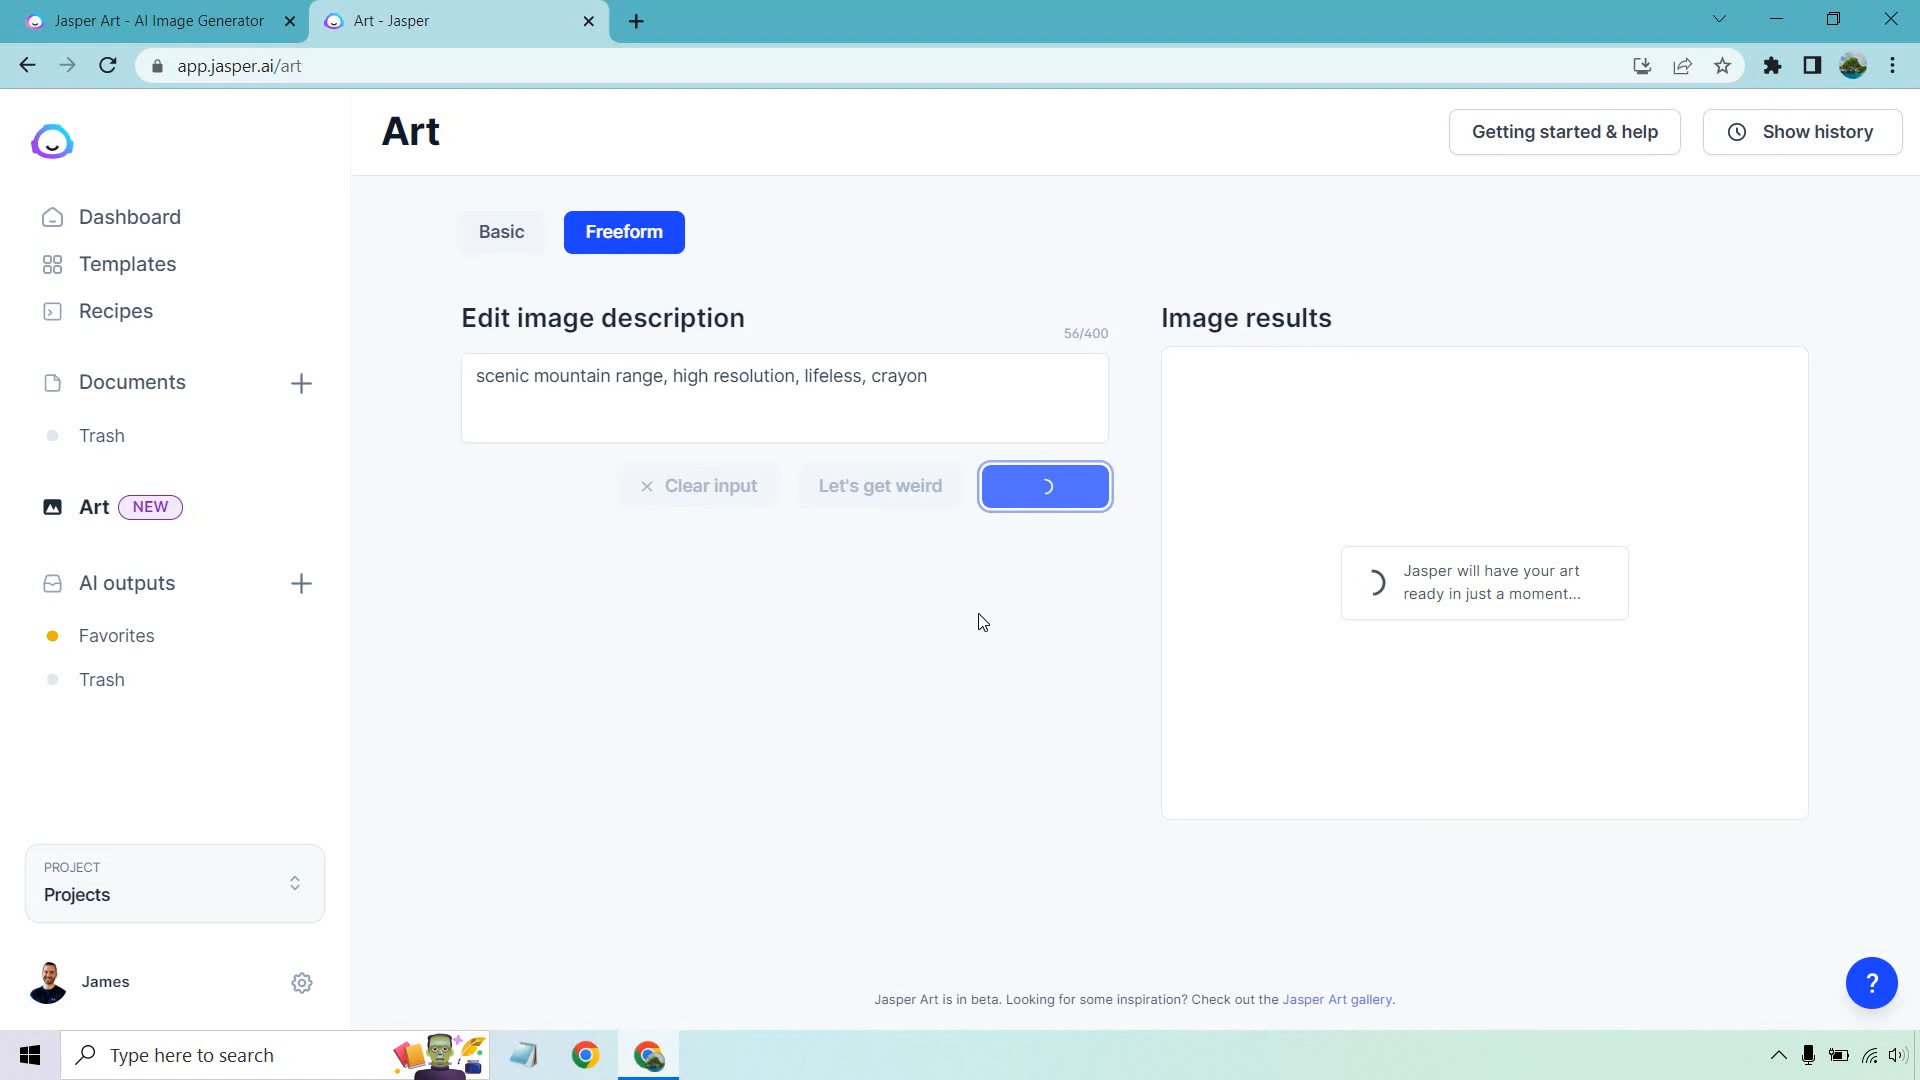 Jasper Art - AI Image Generator
Art - Jasper
app.jasper.ai/art
Art
Getting started & help
Show history
Dashboard
Templates
Recipes
Documents
Trash
Art NEW
AI outputs
Favorites
Trash
PROJECT
Projects
James
Basic
Freeform
Edit image description
56/400
scenic mountain range, high resolution, lifeless, crayon
Clear input
Let's get weird
Image results
Jasper will have your art
ready in just a moment...
Jasper Art is in beta. Looking for some inspiration? Check out the Jasper Art gallery.
?
Type here to search